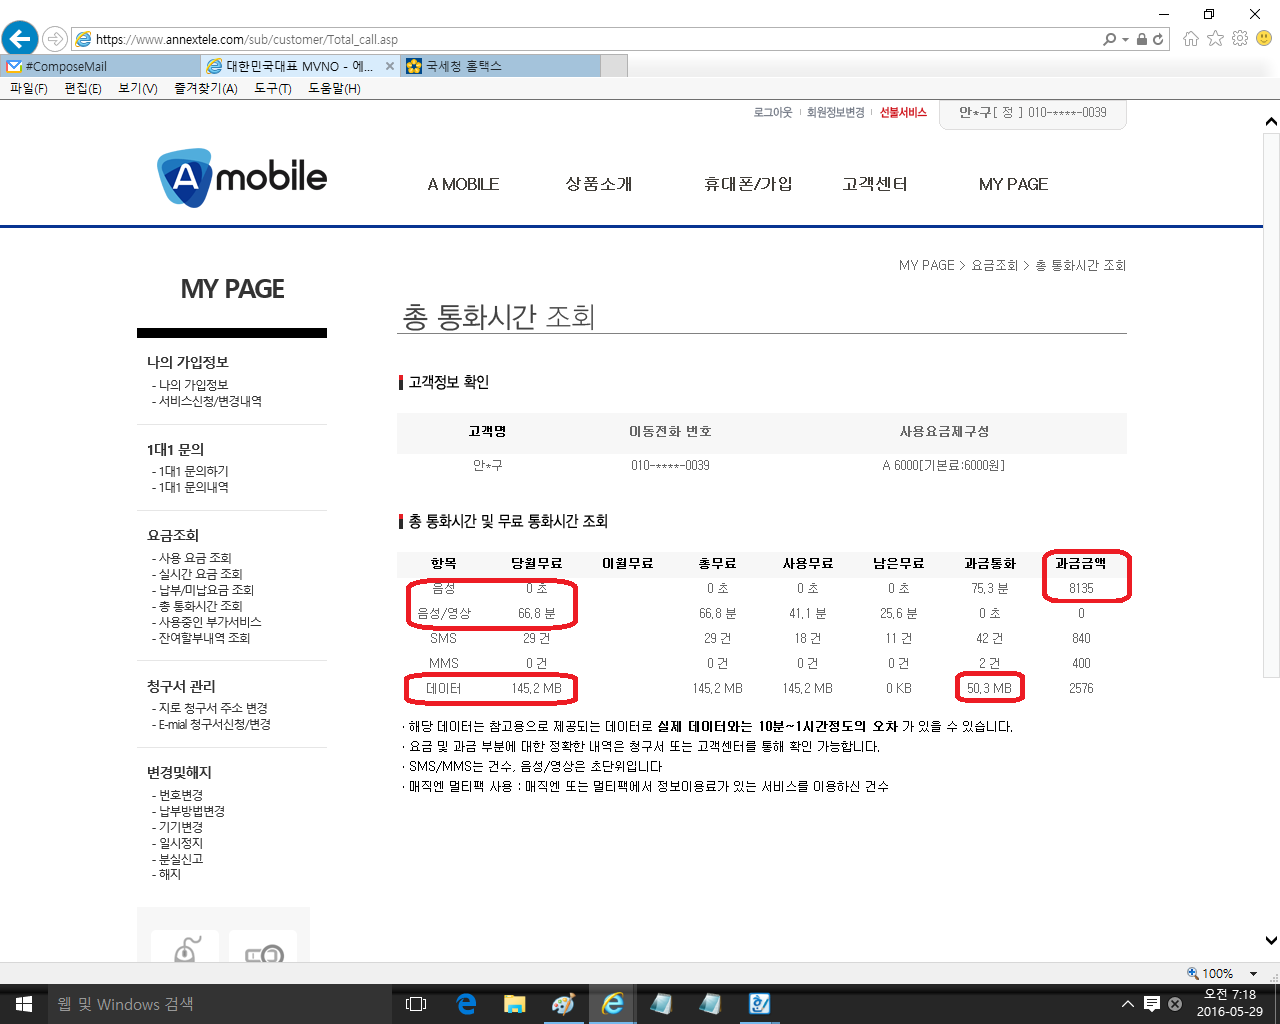 https://www.annextele.com/sub/customer/Total_call.asp
#ComposeMail
대한민국대표 MVNO - 에...
국세청 홈택스
파일(F) 편집(E) 보기(V) 즐겨찾기(A) 도구(T) 도움말(H)
로그아웃 회원정보변경 선불서비스 안*구[ 정 ] 010-****-0039
A mobile
A MOBILE 상품소개 휴대폰/가입 고객센터 MY PAGE
MY PAGE > 요금조회 > 총 통화시간 조회
MY PAGE
나의 가입정보
- 나의 가입정보
- 서비스신청/변경내역
1대1 문의
- 1대1 문의하기
- 1대1 문의내역
요금조회
- 사용 요금 조회
- 실시간 요금 조회
- 납부/미납요금 조회
- 총 통화시간 조회
- 사용중인 부가서비스
- 잔여할부내역 조회
청구서 관리
- 지로 청구서 주소 변경
- E-mial 청구서신청/변경
변경및해지
- 번호변경
- 납부방법변경
- 기기변경
- 일시정지
- 분실신고
- 해지
총 통화시간 조회
고객정보 확인
고객명 이동전화 번호 사용요금제구성
안*구 010-****-0039 A 6000[기본료:6000원]
총 통화시간 및 무료 통화시간 조회
항목 당월무료 이월무료 총무료 사용무료 남은무료 과금통화 과금금액
음성 0 초 0 초 0 초 0 초 75,3 분 8135
음성/영상 66,8 분 66,8 분 41,1 분 25,6 분 0 초 0
SMS 29 건 29 건 18 건 11 건 42 건 840
MMS 0 건 0 건 0 건 0 건 2 건 400
데이터 145,2 MB 145,2 MB 145,2 MB 0 KB 50,3 MB 2576
· 해당 데이터는 참고용으로 제공되는 데이터로 실제 데이터와는 10분~1시간정도의 오차 가 있을 수 있습니다.
· 요금 및 과금 부분에 대한 정확한 내역은 청구서 또는 고객센터를 통해 확인 가능합니다.
· SMS/MMS는 건수, 음성/영상은 초단위입니다
· 매직엔 멀티팩 사용 : 매직엔 또는 멀티팩에서 정보이용료가 있는 서비스를 이용하신 건수
100%
웹 및 Windows 검색
오전 7:18
2016-05-29